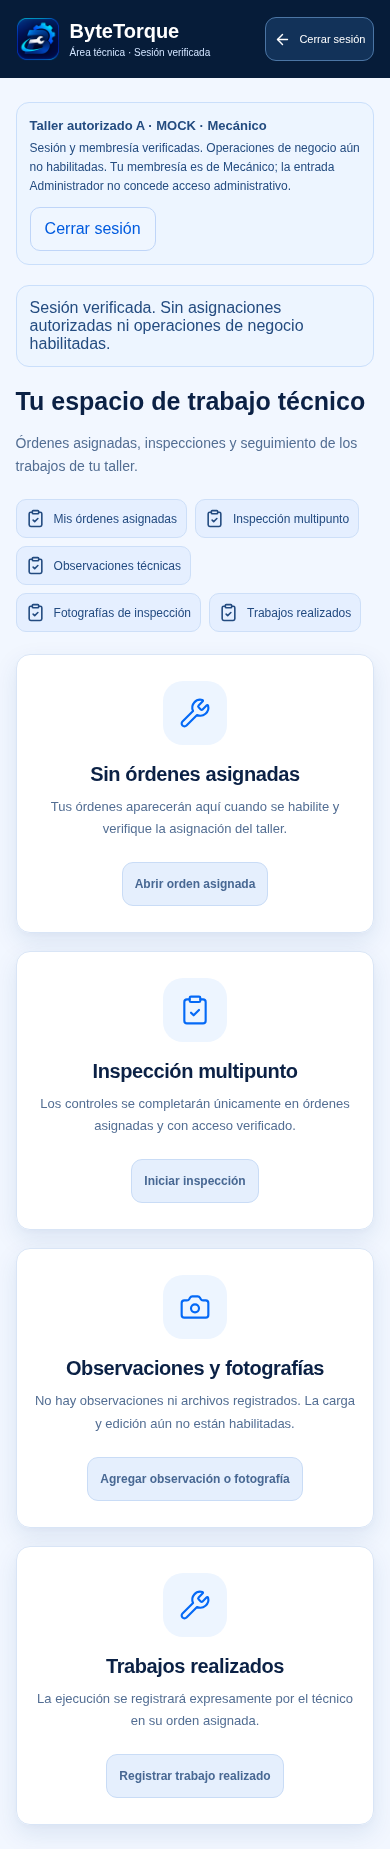 ByteTorque
Área técnica · Sesión verificada
Cerrar sesión
Taller autorizado A · MOCK · Mecánico
Sesión y membresía verificadas. Operaciones de negocio aún
no habilitadas. Tu membresía es de Mecánico; la entrada
Administrador no concede acceso administrativo.
Cerrar sesión
Sesión verificada. Sin asignaciones
autorizadas ni operaciones de negocio
habilitadas.
Tu espacio de trabajo técnico
Órdenes asignadas, inspecciones y seguimiento de los
trabajos de tu taller.
Mis órdenes asignadas
Inspección multipunto
Observaciones técnicas
Fotografías de inspección
Trabajos realizados
Sin órdenes asignadas
Tus órdenes aparecerán aquí cuando se habilite y
verifique la asignación del taller.
Abrir orden asignada
Inspección multipunto
Los controles se completarán únicamente en órdenes
asignadas y con acceso verificado.
Iniciar inspección
Observaciones y fotografías
No hay observaciones ni archivos registrados. La carga
y edición aún no están habilitadas.
Agregar observación o fotografía
Trabajos realizados
La ejecución se registrará expresamente por el técnico
en su orden asignada.
Registrar trabajo realizado